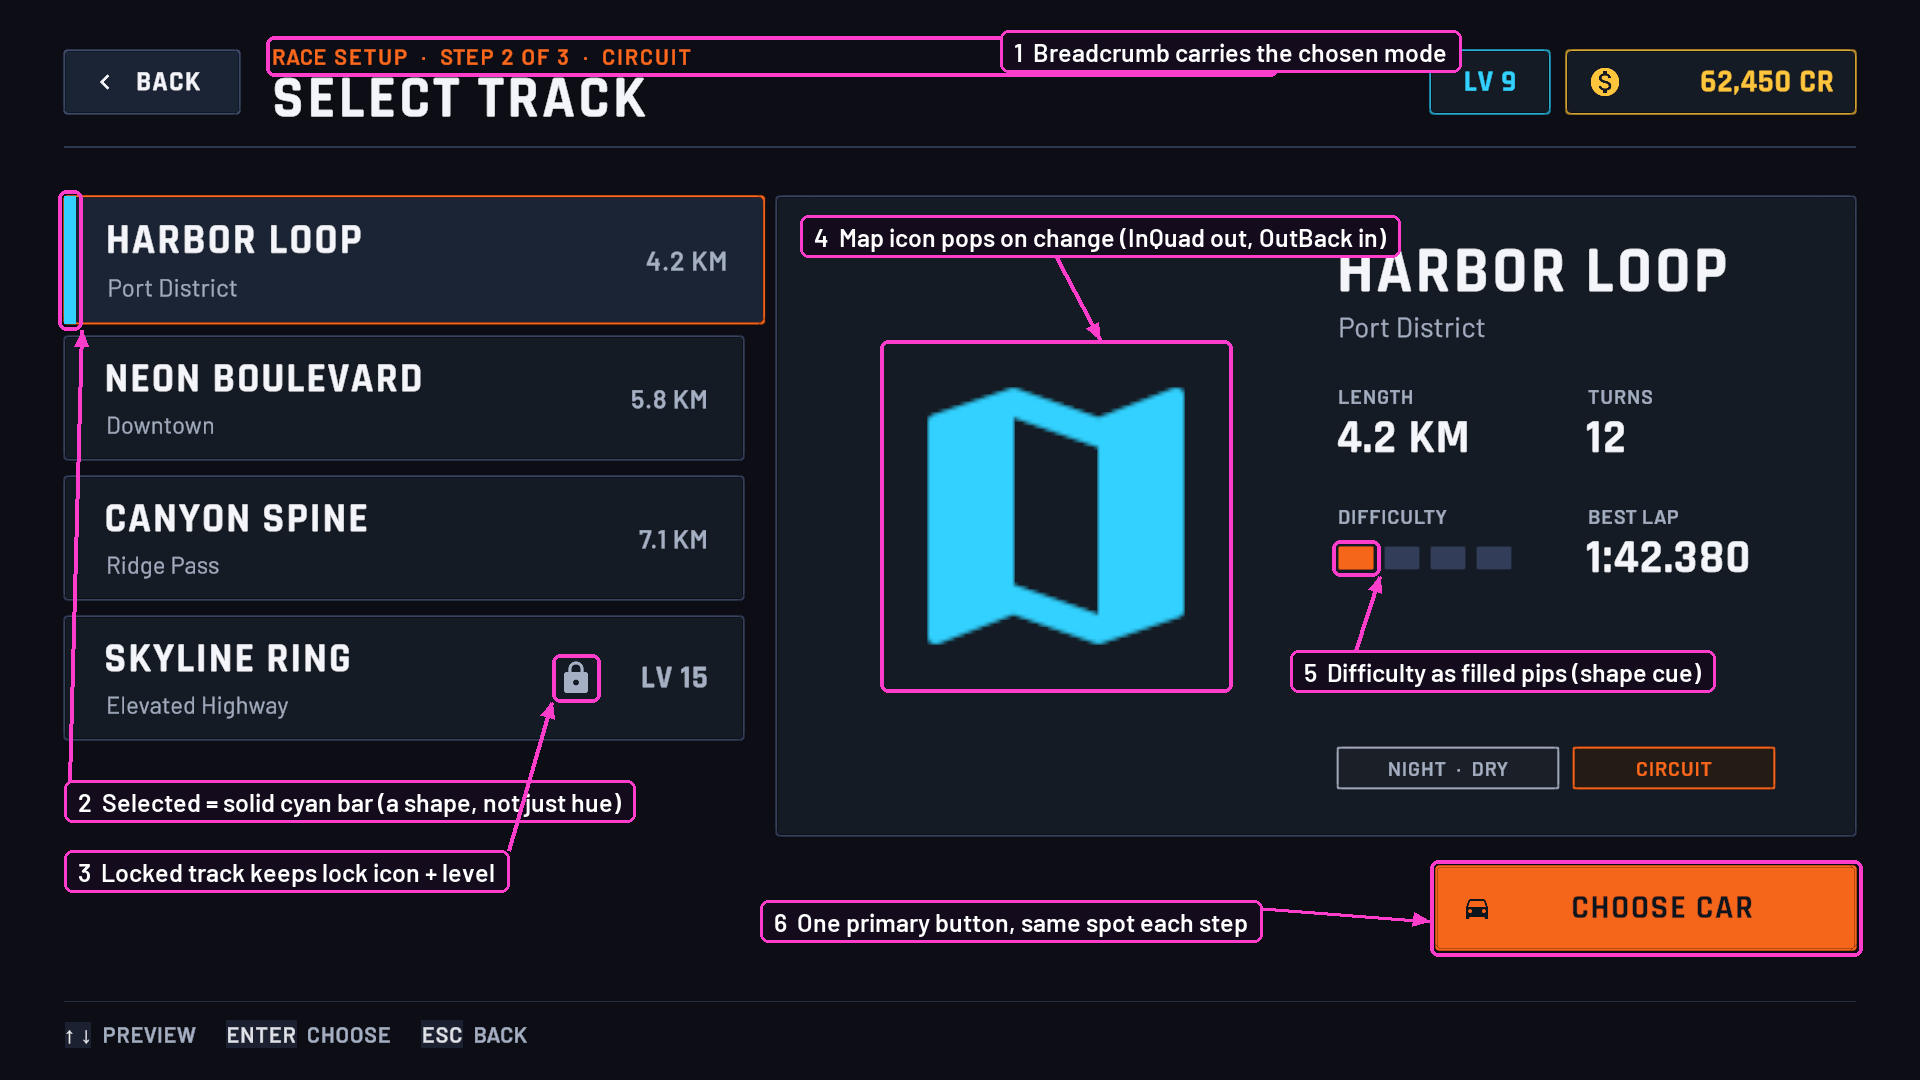 BACK
RACE SETUP · STEP 2 OF 3 · CIRCUIT
SELECT TRACK
1 Breadcrumb carries the chosen mode
LV 9
62,450 CR
HARBOR LOOP
Port District
4.2 KM
NEON BOULEVARD
Downtown
5.8 KM
CANYON SPINE
Ridge Pass
7.1 KM
SKYLINE RING
Elevated Highway
LV 15
2 Selected = solid cyan bar (a shape, not just hue)
3 Locked track keeps lock icon + level
4 Map icon pops on change (InQuad out, OutBack in)
HARBOR LOOP
Port District
LENGTH
4.2 KM
TURNS
12
DIFFICULTY
BEST LAP
1:42.380
5 Difficulty as filled pips (shape cue)
NIGHT · DRY
CIRCUIT
6 One primary button, same spot each step
CHOOSE CAR
↑ ↓ PREVIEW ENTER CHOOSE ESC BACK